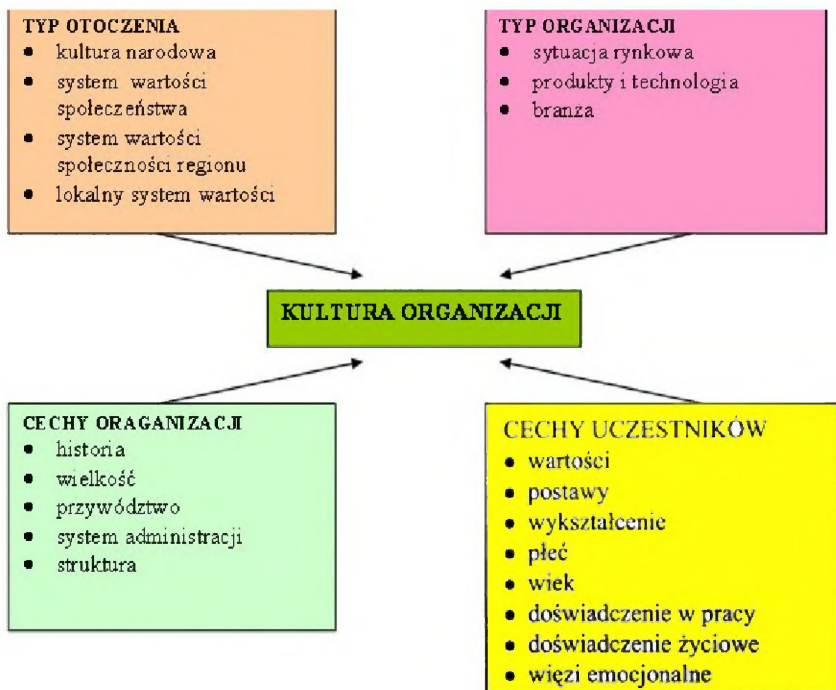 TYP OTOCZENIA
• kultura narodowa
• system wartości
społeczeństwa
• system wartości
społeczności regionu
• lokalny system wartości
TYP ORGANIZACJI
• sytuacja rynkowa
• produkty i technologia
• branża
KULTURA ORGANIZACJI
CECHY ORAGANIZACJI
• historia
• wielkość
• przywództwo
• system administracji
• struktura
CECHY UCZESTNIKÓW
• wartości
• postawy
• wykształcenie
• płeć
• wiek
• doświadczenie w pracy
• doświadczenie życiowe
• więzi emocjonalne